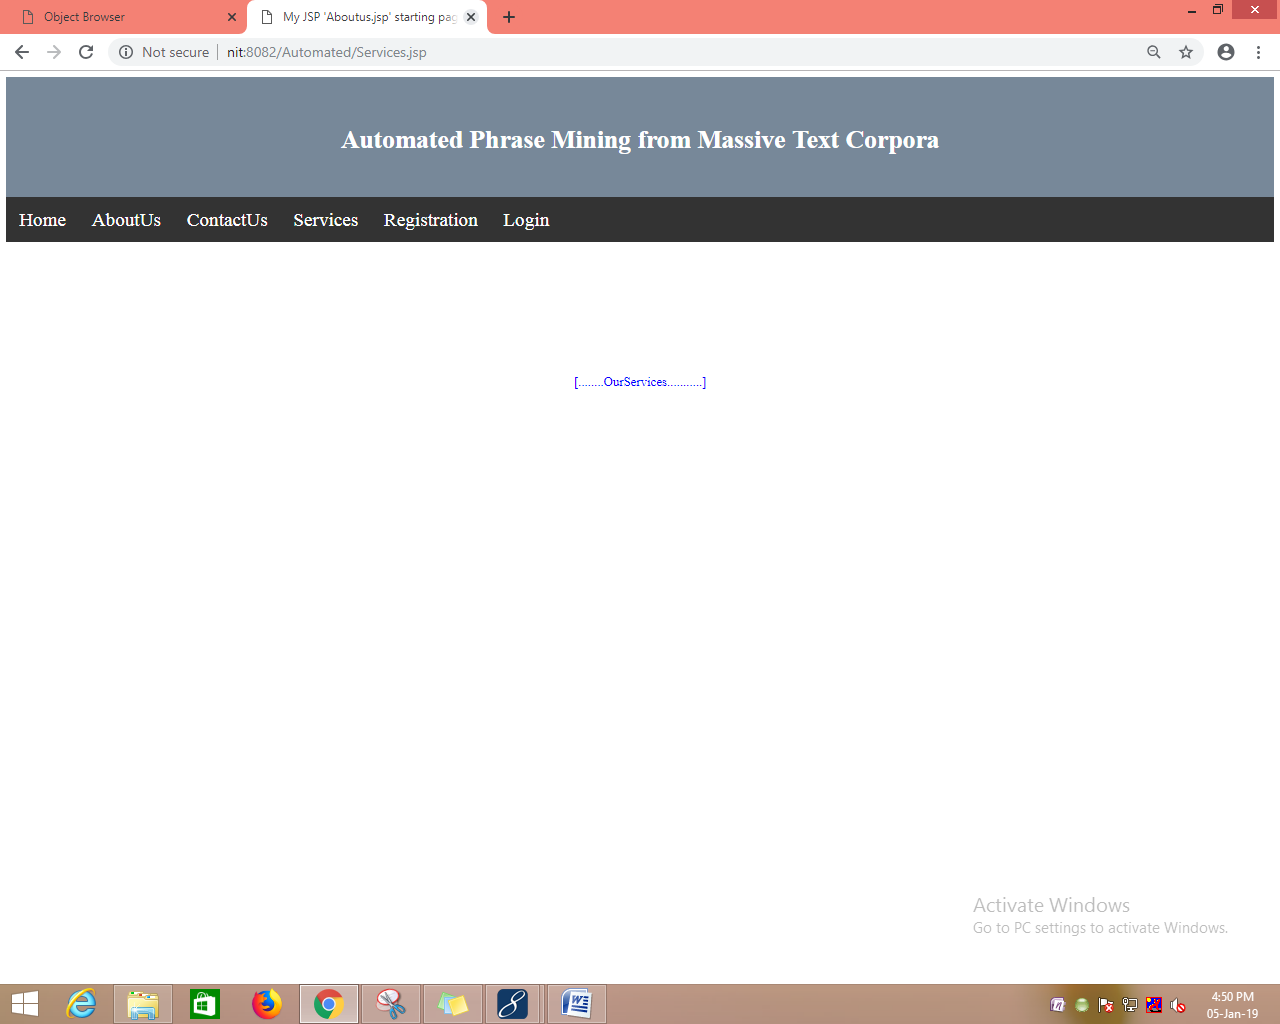 Object Browser
My JSP 'Aboutus.jsp' starting pag
Not secure
nit:8082/Automated/Services.jsp
Automated Phrase Mining from Massive Text Corpora
Home AboutUs ContactUs Services Registration Login
[........OurServices...........]
Activate Windows
Go to PC settings to activate Windows.
4:50 PM
05-Jan-19